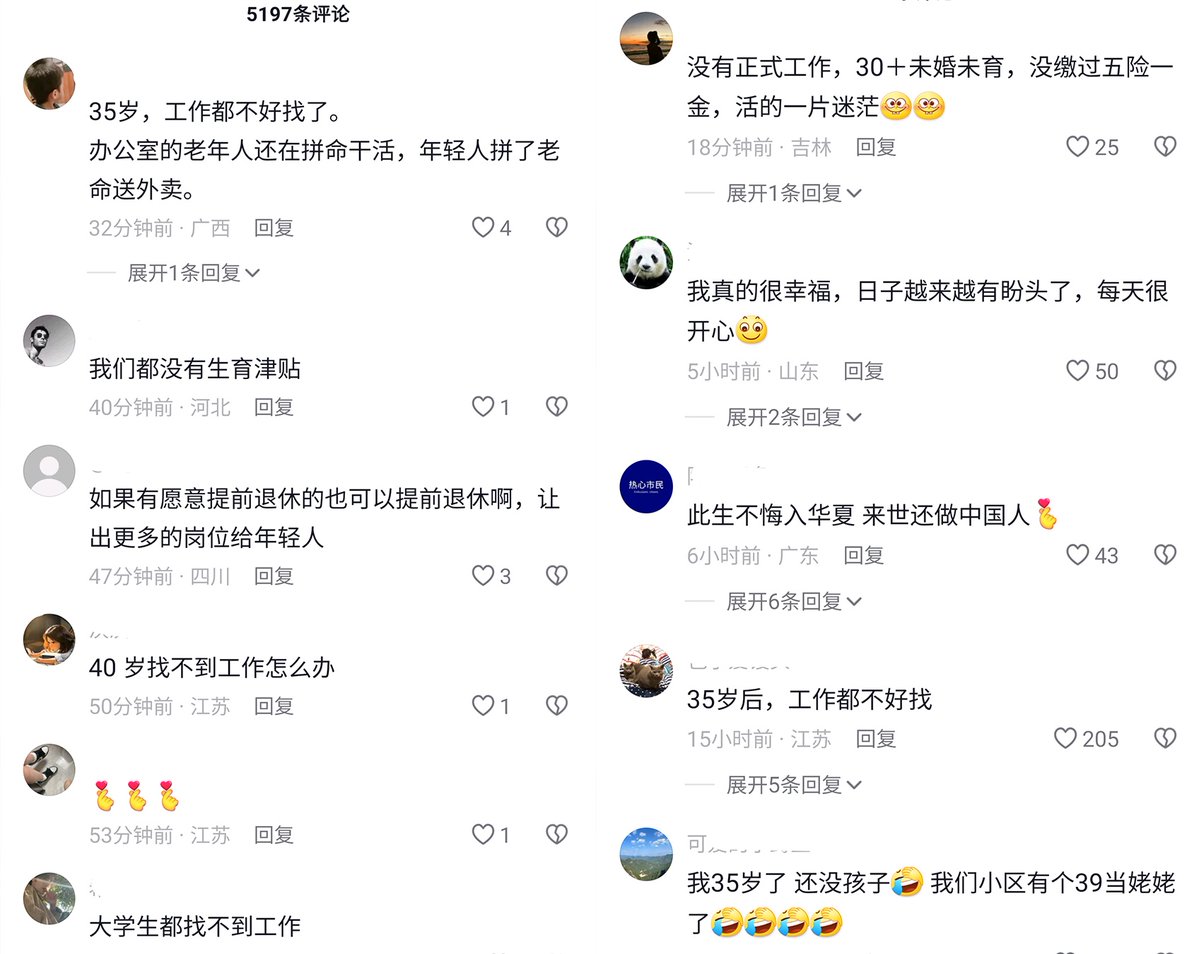 5197条评论
35岁，工作都不好找了。
办公室的老年人还在拼命干活，年轻人拼了老
命送外卖。
32分钟前 · 广西 回复 4
展开1条回复
我们都没有生育津贴
40分钟前 · 河北 回复 1
如果有愿意提前退休的也可以提前退休啊，让
出更多的岗位给年轻人
47分钟前 · 四川 回复 3
40 岁找不到工作怎么办
50分钟前 · 江苏 回复 1
53分钟前 · 江苏 回复 1
大学生都找不到工作
没有正式工作，30＋未婚未育，没缴过五险一
金，活的一片迷茫
18分钟前 · 吉林 回复 25
展开1条回复
我真的很幸福，日子越来越有盼头了，每天很
开心
5小时前 · 山东 回复 50
展开2条回复
热心市民
此生不悔入华夏 来世还做中国人
6小时前 · 广东 回复 43
展开6条回复
35岁后，工作都不好找
15小时前 · 江苏 回复 205
展开5条回复
我35岁了 还没孩子🤣 我们小区有个39当姥姥
了🤣🤣🤣🤣